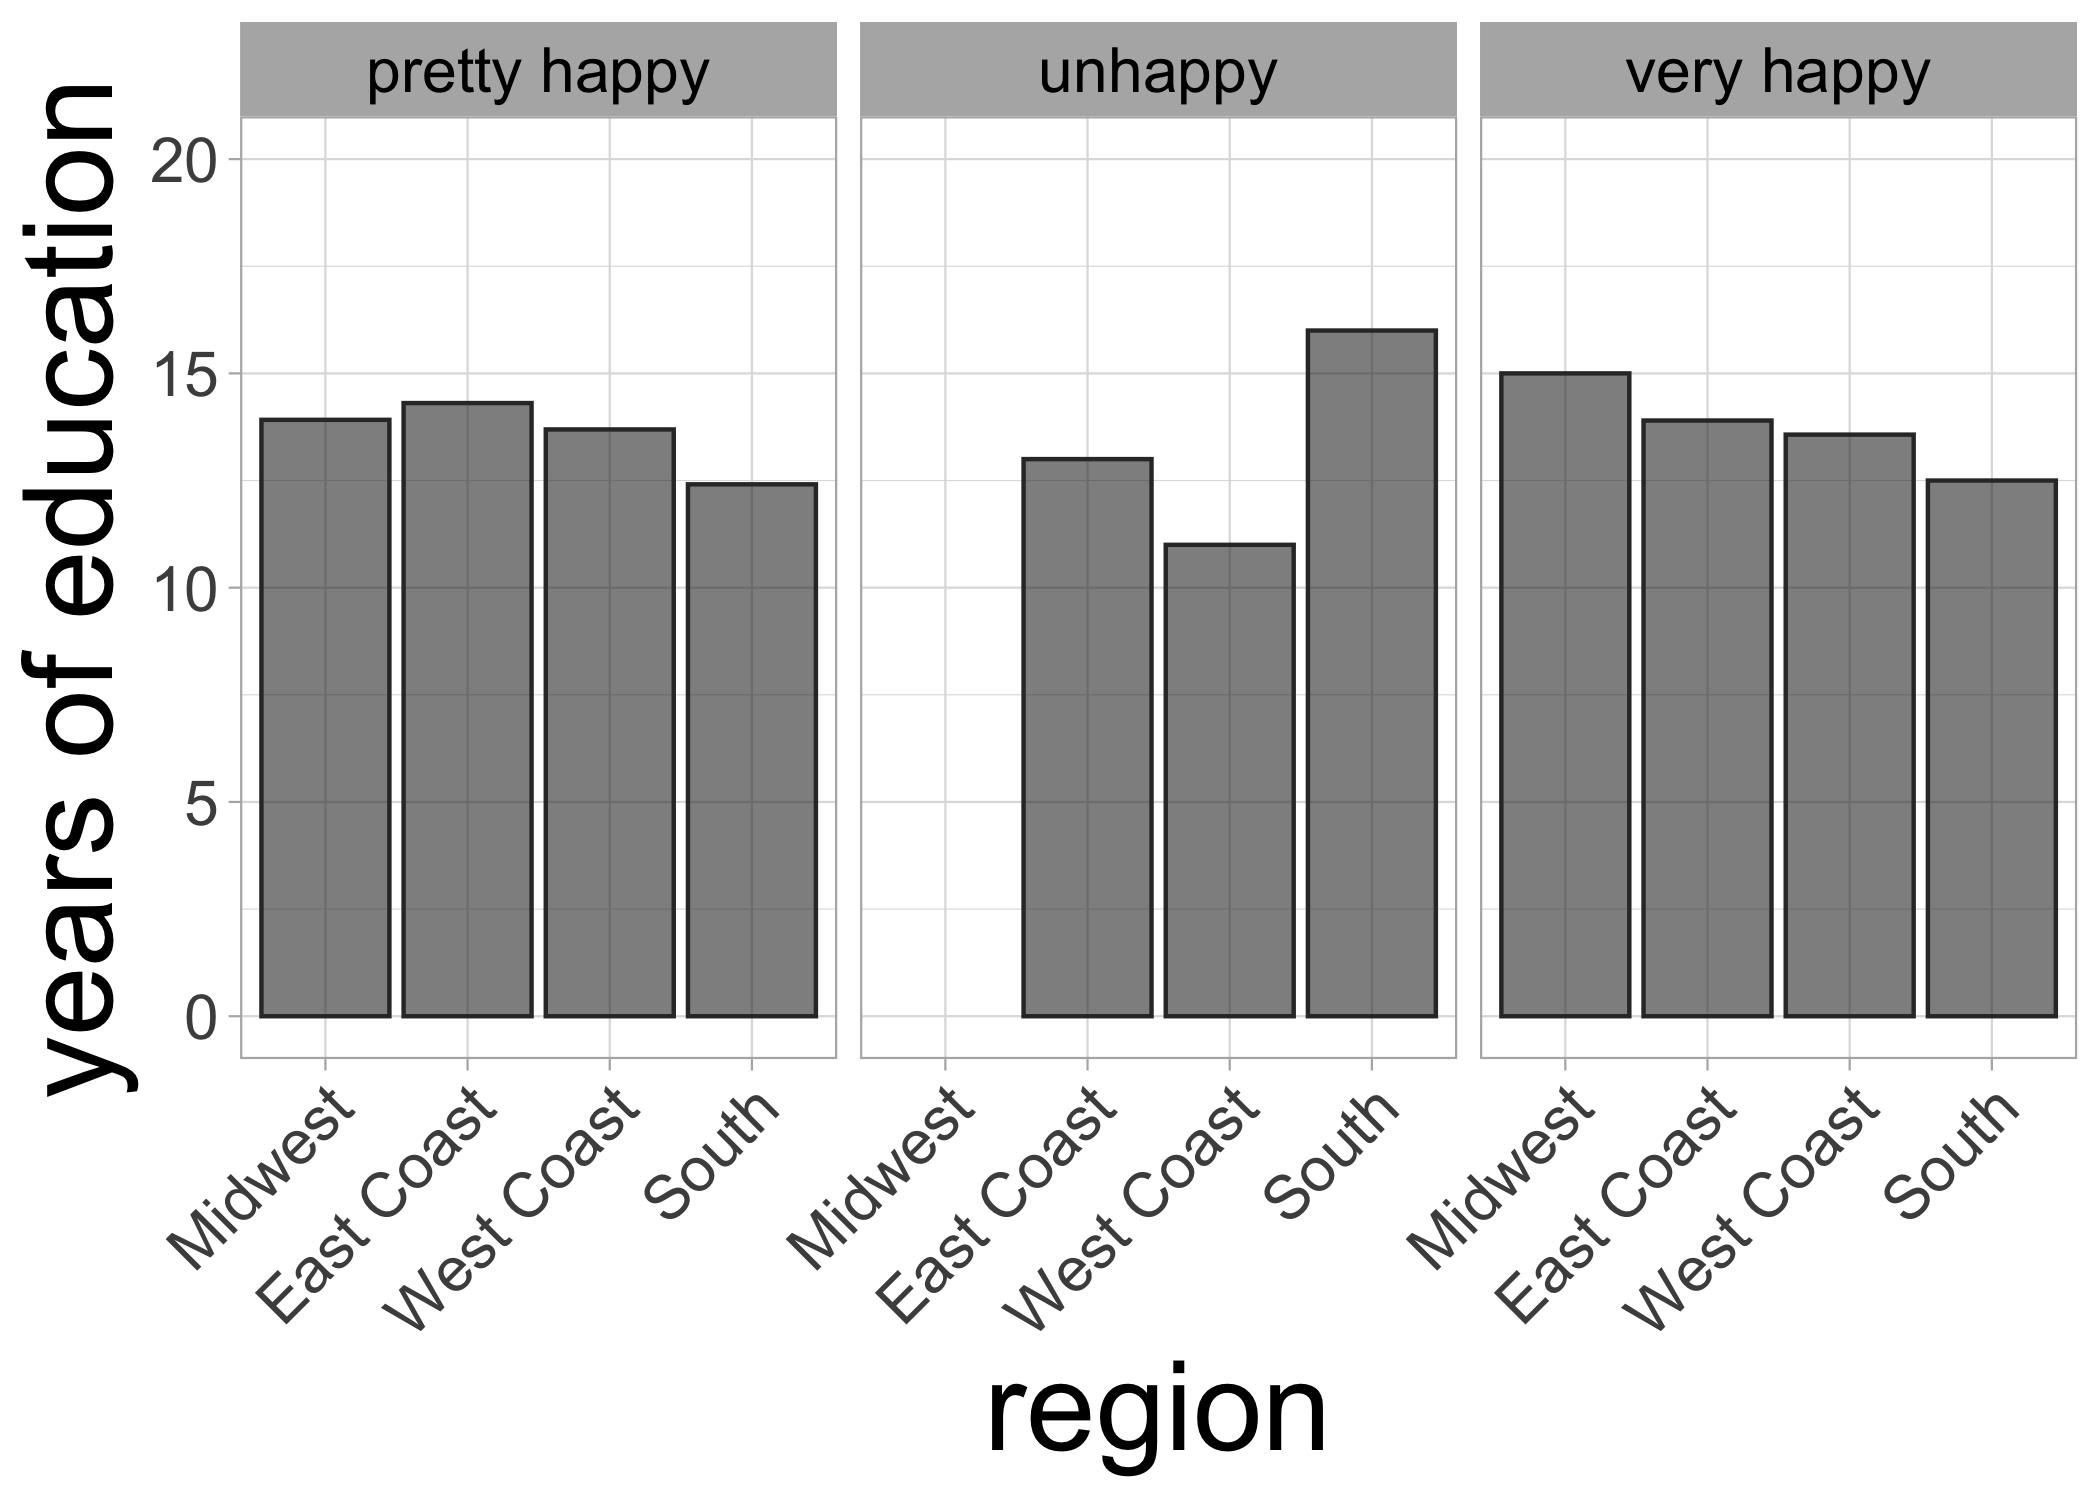 pretty happy
unhappy
very happy
years of education
20
15
10
5
0
Midwest
East Coast
West Coast
South
Midwest
East Coast
West Coast
South
Midwest
East Coast
West Coast
South
region